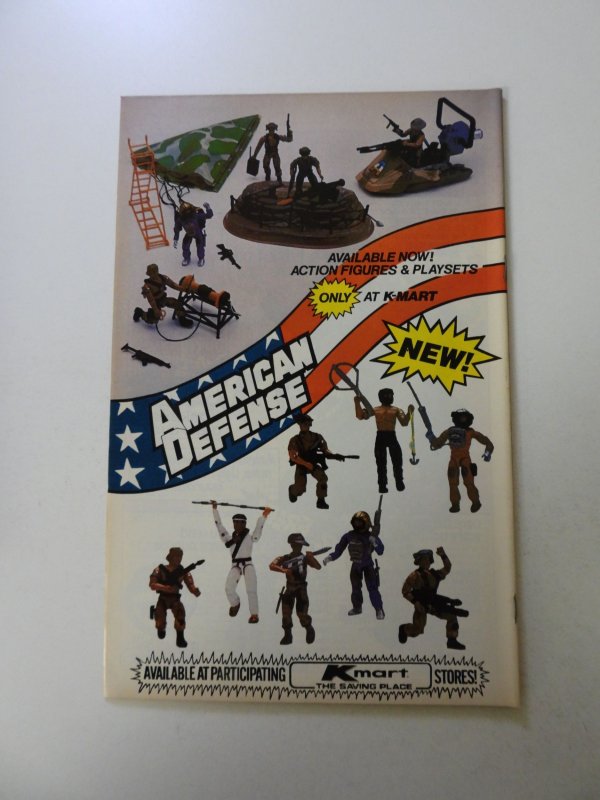 AVAILABLE NOW!
ACTION FIGURES & PLAYSETS
ONLY AT K-MART
NEW!
AMERICAN
DEFENSE
AVAILABLE AT PARTICIPATING Kmart STORES!
THE SAVING PLACE